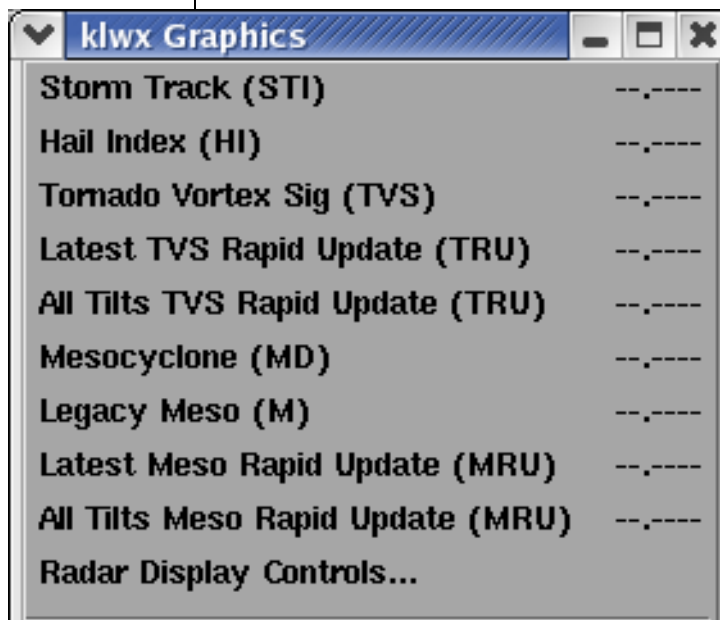 klwx Graphics
Storm Track (STI) --.----
Hail Index (HI) --.----
Tornado Vortex Sig (TVS) --.----
Latest TVS Rapid Update (TRU) --.----
All Tilts TVS Rapid Update (TRU) --.----
Mesocyclone (MD) --.----
Legacy Meso (M) --.----
Latest Meso Rapid Update (MRU) --.----
All Tilts Meso Rapid Update (MRU) --.----
Radar Display Controls...